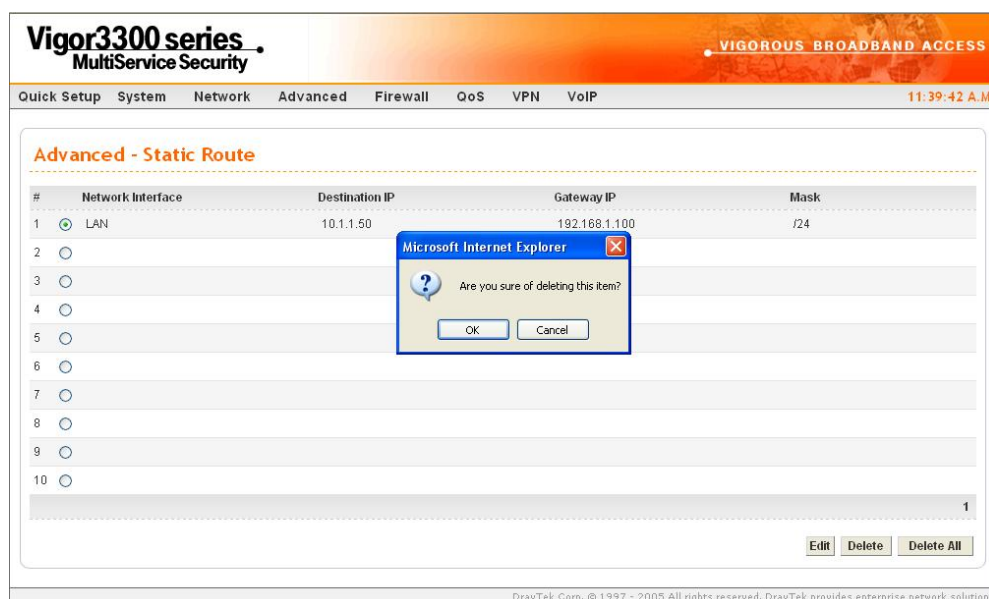 Vigor3300 series
MultiService Security
VIGOROUS BROADBAND ACCESS
Quick Setup System Network Advanced Firewall QoS VPN VoIP 11:39:42 A.M
Advanced - Static Route
# Network Interface Destination IP Gateway IP Mask
1 LAN 10.1.1.50 192.168.1.100 /24
2
Microsoft Internet Explorer
3
Are you sure of deleting this item?
4
OK Cancel
5
6
7
8
9
10
1
Edit Delete Delete All
DrayTek Corp. © 1997 - 2005 All rights reserved. DrayTek provides enterprise network solution